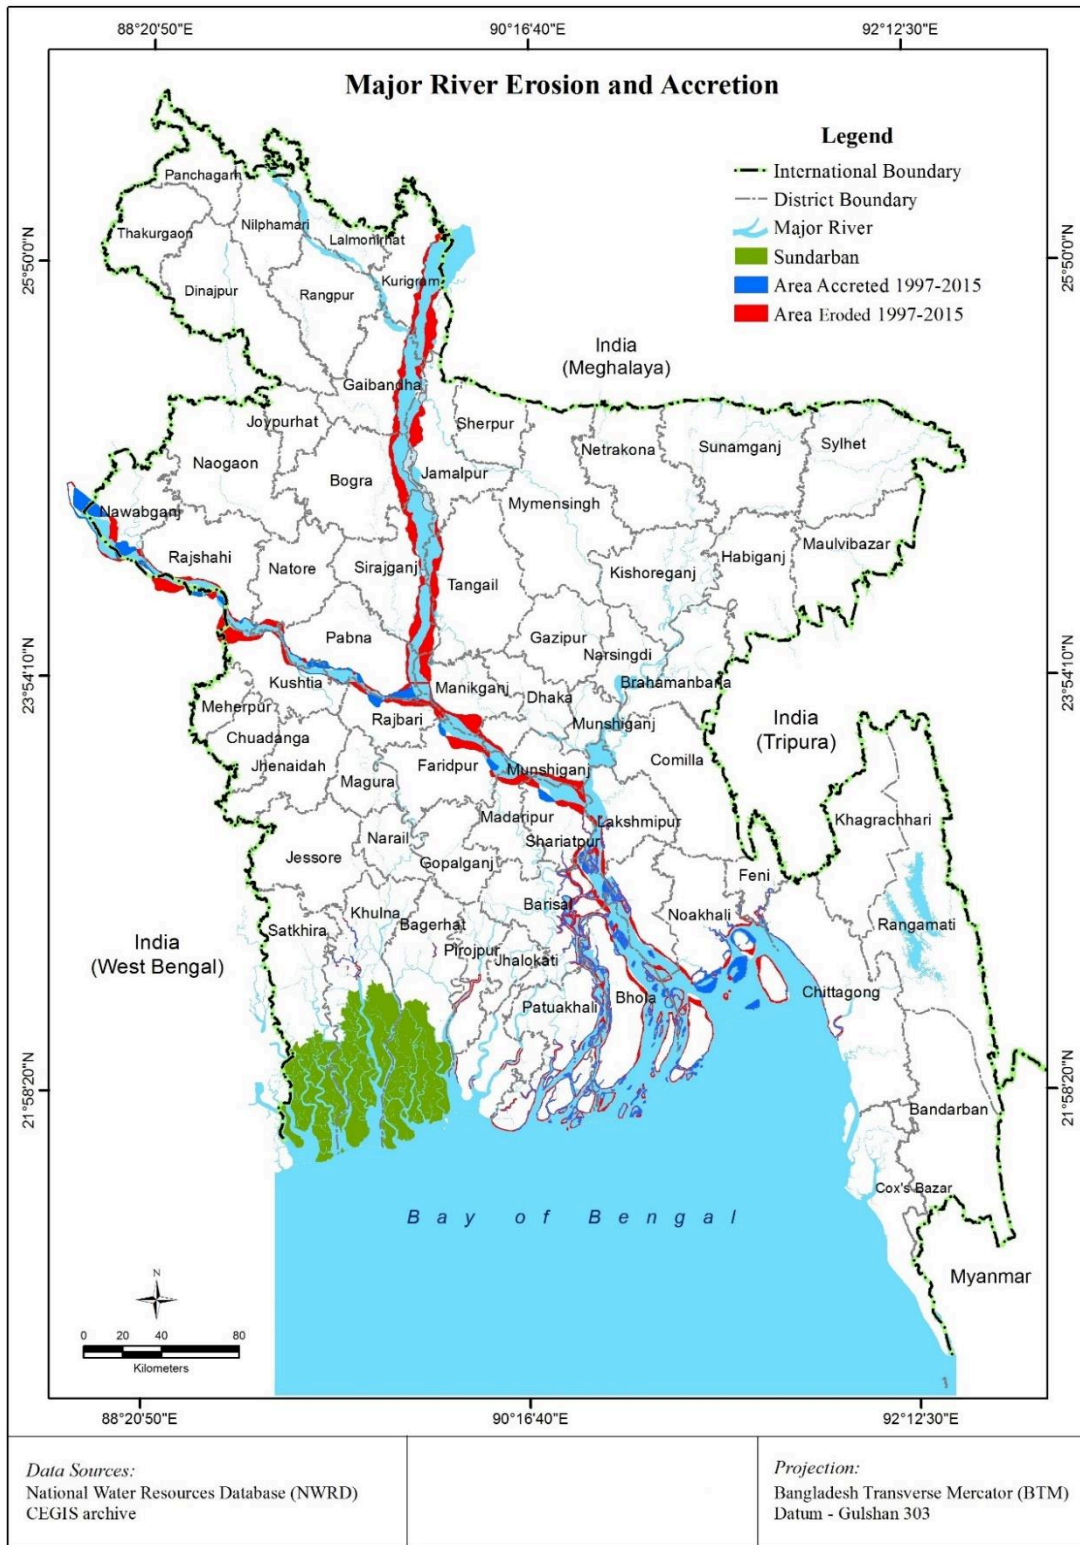 88°20'50"E
90°16'40"E
92°12'30"E
Major River Erosion and Accretion
Legend
International Boundary
District Boundary
Major River
Sundarban
Area Accreted 1997-2015
Area Eroded 1997-2015
25°50'0"N
25°50'0"N
Panchagarh
Thakurgaon
Nilphamari
Lalmonirhat
Dinajpur
Rangpur
Kurigram
India
(Meghalaya)
Gaibandha
Joypurhat
Sherpur
Netrakona
Sunamganj
Sylhet
Naogaon
Bogra
Jamalpur
Mymensingh
Nawabganj
Rajshahi
Natore
Sirajganj
Tangail
Kishoreganj
Habiganj
Maulvibazar
Pabna
Gazipur
Narsingdi
23°54'10"N
23°54'10"N
Kushtia
Manikganj
Dhaka
Brahamanbaria
Meherpur
Rajbari
Munshiganj
India
(Tripura)
Chuadanga
Jhenaidah
Magura
Faridpur
Munshiganj
Comilla
Madaripur
Lakshmipur
Khagrachhari
Jessore
Narail
Gopalganj
Shariatpur
Feni
Satkhira
Khulna
Bagerhat
Barisal
Noakhali
Rangamati
India
(West Bengal)
Pirojpur
Jhalokati
Patuakhali
Bhola
Chittagong
21°58'20"N
21°58'20"N
Bandarban
Cox's Bazar
Bay of Bengal
Myanmar
N
0 20 40 80
Kilometers
88°20'50"E
90°16'40"E
92°12'30"E
Data Sources:
National Water Resources Database (NWRD)
CEGIS archive
Projection:
Bangladesh Transverse Mercator (BTM)
Datum - Gulshan 303